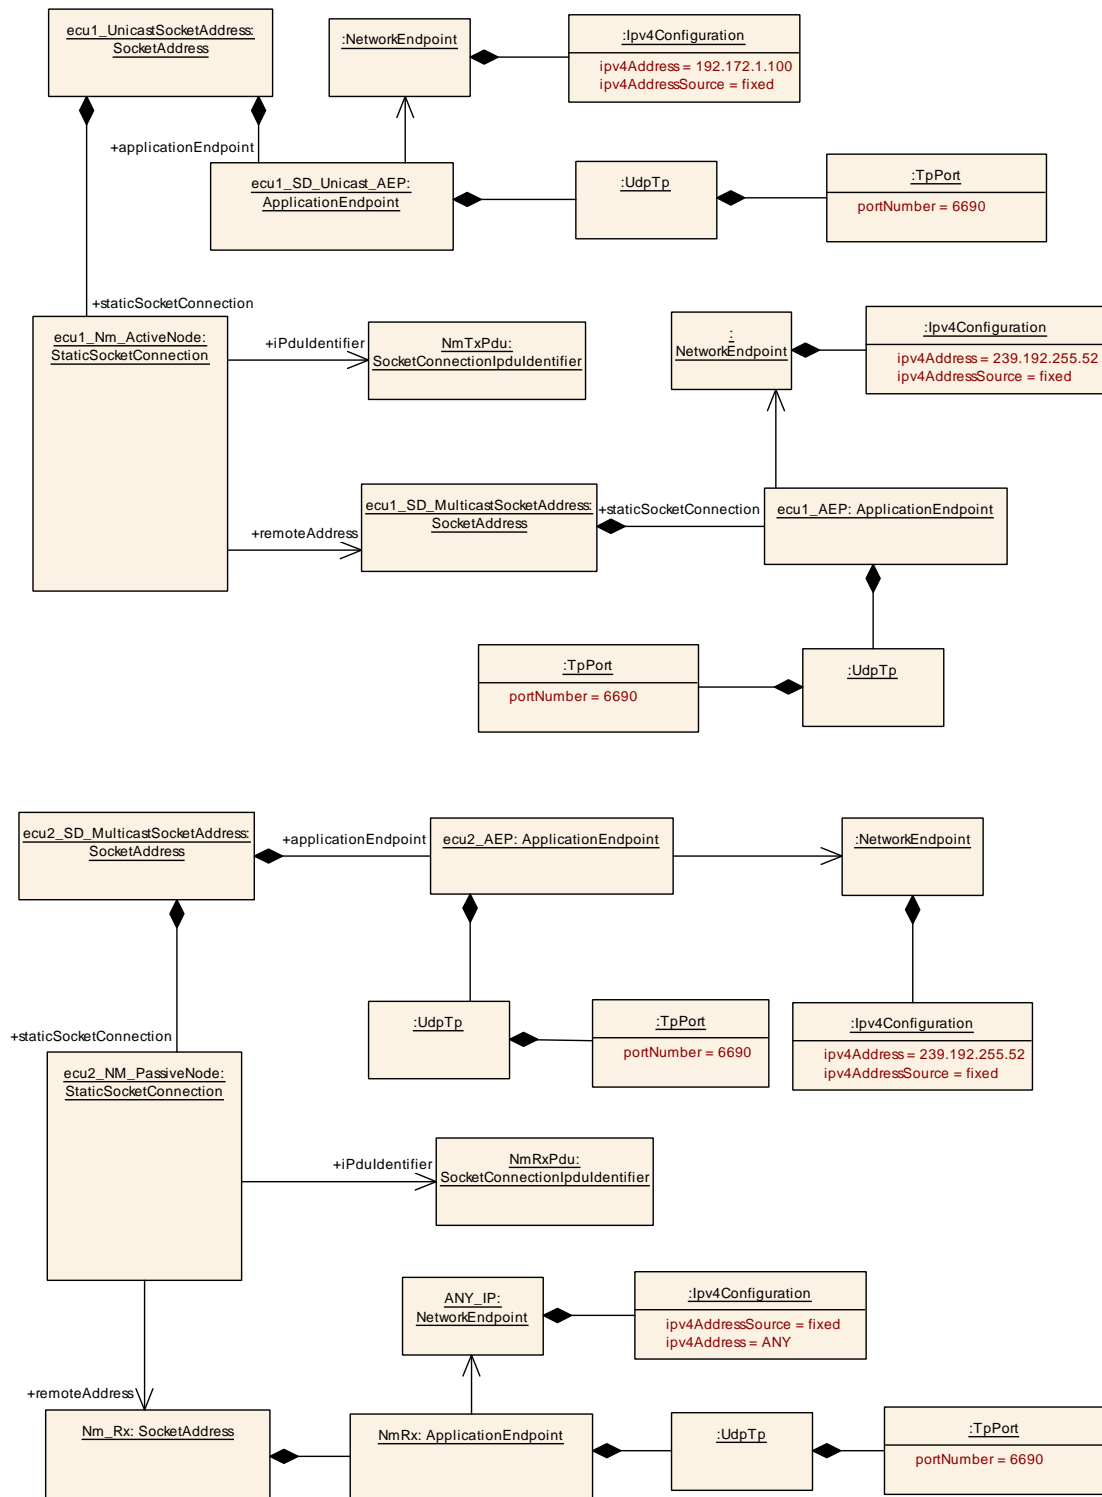 ecu1_UnicastSocketAddress:
SocketAddress
:NetworkEndpoint
:Ipv4Configuration
ipv4Address = 192.172.1.100
ipv4AddressSource = fixed
+applicationEndpoint
ecu1_SD_Unicast_AEP:
ApplicationEndpoint
:UdpTp
:TpPort
portNumber = 6690
+staticSocketConnection
ecu1_Nm_ActiveNode:
StaticSocketConnection
+iPduIdentifier
NmTxPdu:
SocketConnectionIpduIdentifier
:
NetworkEndpoint
:Ipv4Configuration
ipv4Address = 239.192.255.52
ipv4AddressSource = fixed
+remoteAddress
ecu1_SD_MulticastSocketAddress:
SocketAddress
+staticSocketConnection
ecu1_AEP: ApplicationEndpoint
:TpPort
portNumber = 6690
:UdpTp
ecu2_SD_MulticastSocketAddress:
SocketAddress
+applicationEndpoint
ecu2_AEP: ApplicationEndpoint
:NetworkEndpoint
:UdpTp
:TpPort
portNumber = 6690
:Ipv4Configuration
ipv4Address = 239.192.255.52
ipv4AddressSource = fixed
+staticSocketConnection
ecu2_NM_PassiveNode:
StaticSocketConnection
+iPduIdentifier
NmRxPdu:
SocketConnectionIpduIdentifier
ANY_IP:
NetworkEndpoint
:Ipv4Configuration
ipv4AddressSource = fixed
ipv4Address = ANY
+remoteAddress
Nm_Rx: SocketAddress
NmRx: ApplicationEndpoint
:UdpTp
:TpPort
portNumber = 6690